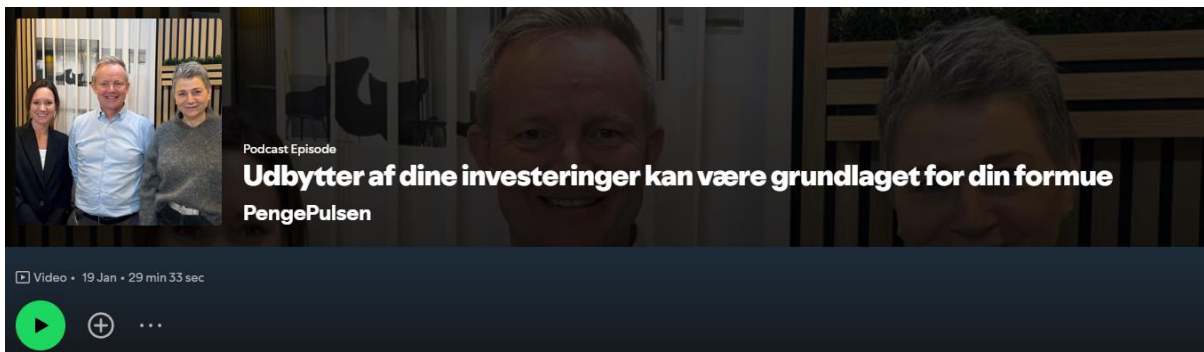 Podcast Episode
Udbytter af dine investeringer kan være grundlaget for din formue
PengePulsen
Video • 19 Jan • 29 min 33 sec